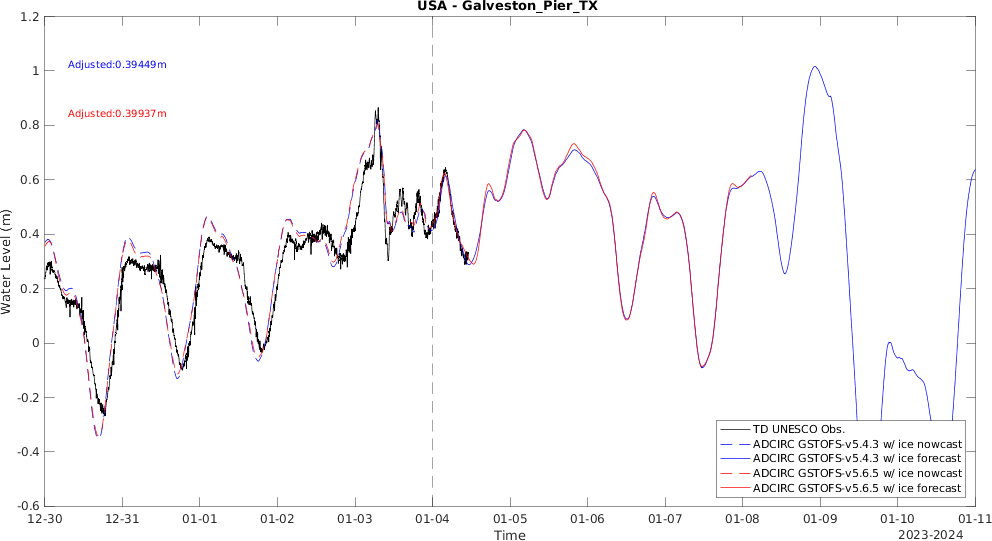 USA - Galveston_Pier_TX
1.2
1
0.8
0.6
0.4
0.2
0
-0.2
-0.4
-0.6
Water Level (m)
Adjusted:0.39449m
Adjusted:0.39937m
TD UNESCO Obs.
ADCIRC GSTOFS-v5.4.3 w/ ice nowcast
ADCIRC GSTOFS-v5.4.3 w/ ice forecast
ADCIRC GSTOFS-v5.6.5 w/ ice nowcast
ADCIRC GSTOFS-v5.6.5 w/ ice forecast
12-30 12-31 01-01 01-02 01-03 01-04 01-05 01-06 01-07 01-08 01-09 01-10 01-11
Time
2023-2024